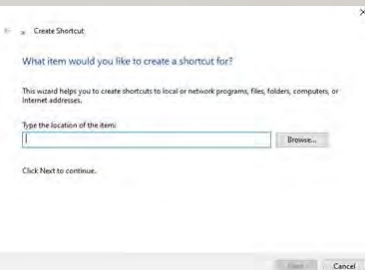 Create Shortcut
What item would you like to create a shortcut for?
This wizard helps you to create shortcuts to local or network programs, files, folders, computers, or
Internet addresses.
Type the location of the item:
Browse...
Click Next to continue.
Cancel